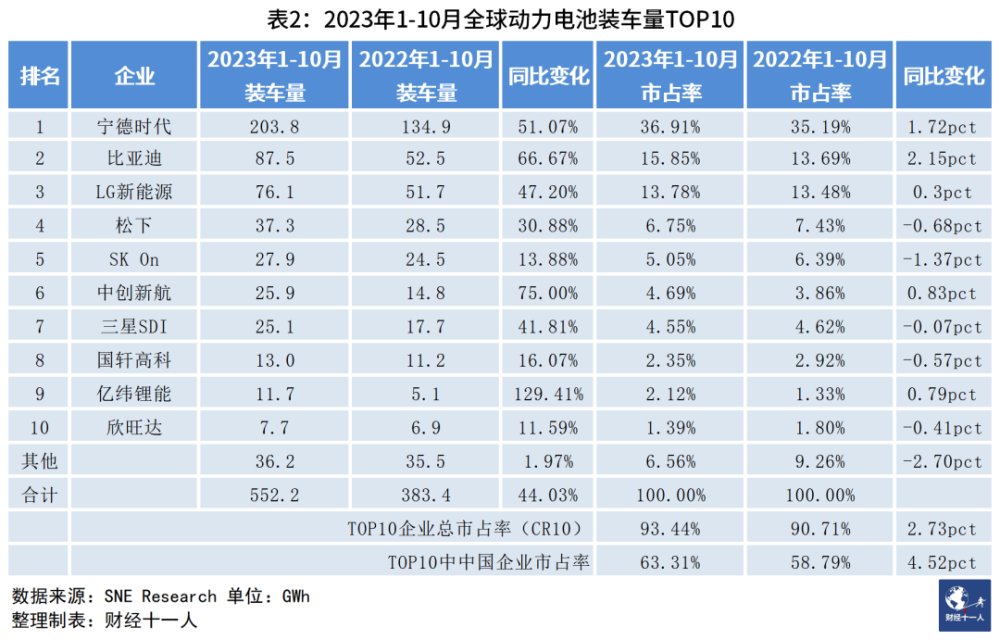 表2：2023年1-10月全球动力电池装车量TOP10
排名 企业 2023年1-10月装车量 2022年1-10月装车量 同比变化 2023年1-10月市占率 2022年1-10月市占率 同比变化
1 宁德时代 203.8 134.9 51.07% 36.91% 35.19% 1.72pct
2 比亚迪 87.5 52.5 66.67% 15.85% 13.69% 2.15pct
3 LG新能源 76.1 51.7 47.20% 13.78% 13.48% 0.3pct
4 松下 37.3 28.5 30.88% 6.75% 7.43% -0.68pct
5 SK On 27.9 24.5 13.88% 5.05% 6.39% -1.37pct
6 中创新航 25.9 14.8 75.00% 4.69% 3.86% 0.83pct
7 三星SDI 25.1 17.7 41.81% 4.55% 4.62% -0.07pct
8 国轩高科 13.0 11.2 16.07% 2.35% 2.92% -0.57pct
9 亿纬锂能 11.7 5.1 129.41% 2.12% 1.33% 0.79pct
10 欣旺达 7.7 6.9 11.59% 1.39% 1.80% -0.41pct
其他 36.2 35.5 1.97% 6.56% 9.26% -2.70pct
合计 552.2 383.4 44.03% 100.00% 100.00%
TOP10企业总市占率（CR10） 93.44% 90.71% 2.73pct
TOP10中中国企业市占率 63.31% 58.79% 4.52pct
数据来源：SNE Research 单位：GWh
整理制表：财经十一人
财经十一人